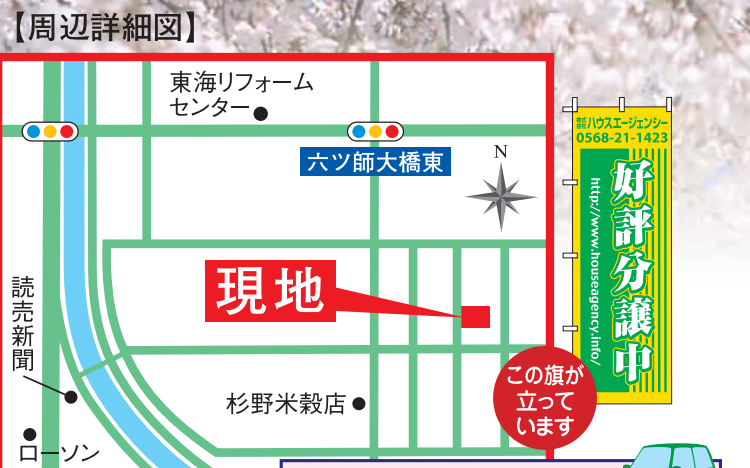 【周辺詳細図】
東海リフォーム
センター
六ツ師大橋東
N
現地
読売新聞
杉野米穀店
ローソン
株式会社ハウスエージェンシー
0568-21-1423
好評分譲中
http://www.houseagency.info/
この旗が
立って
います